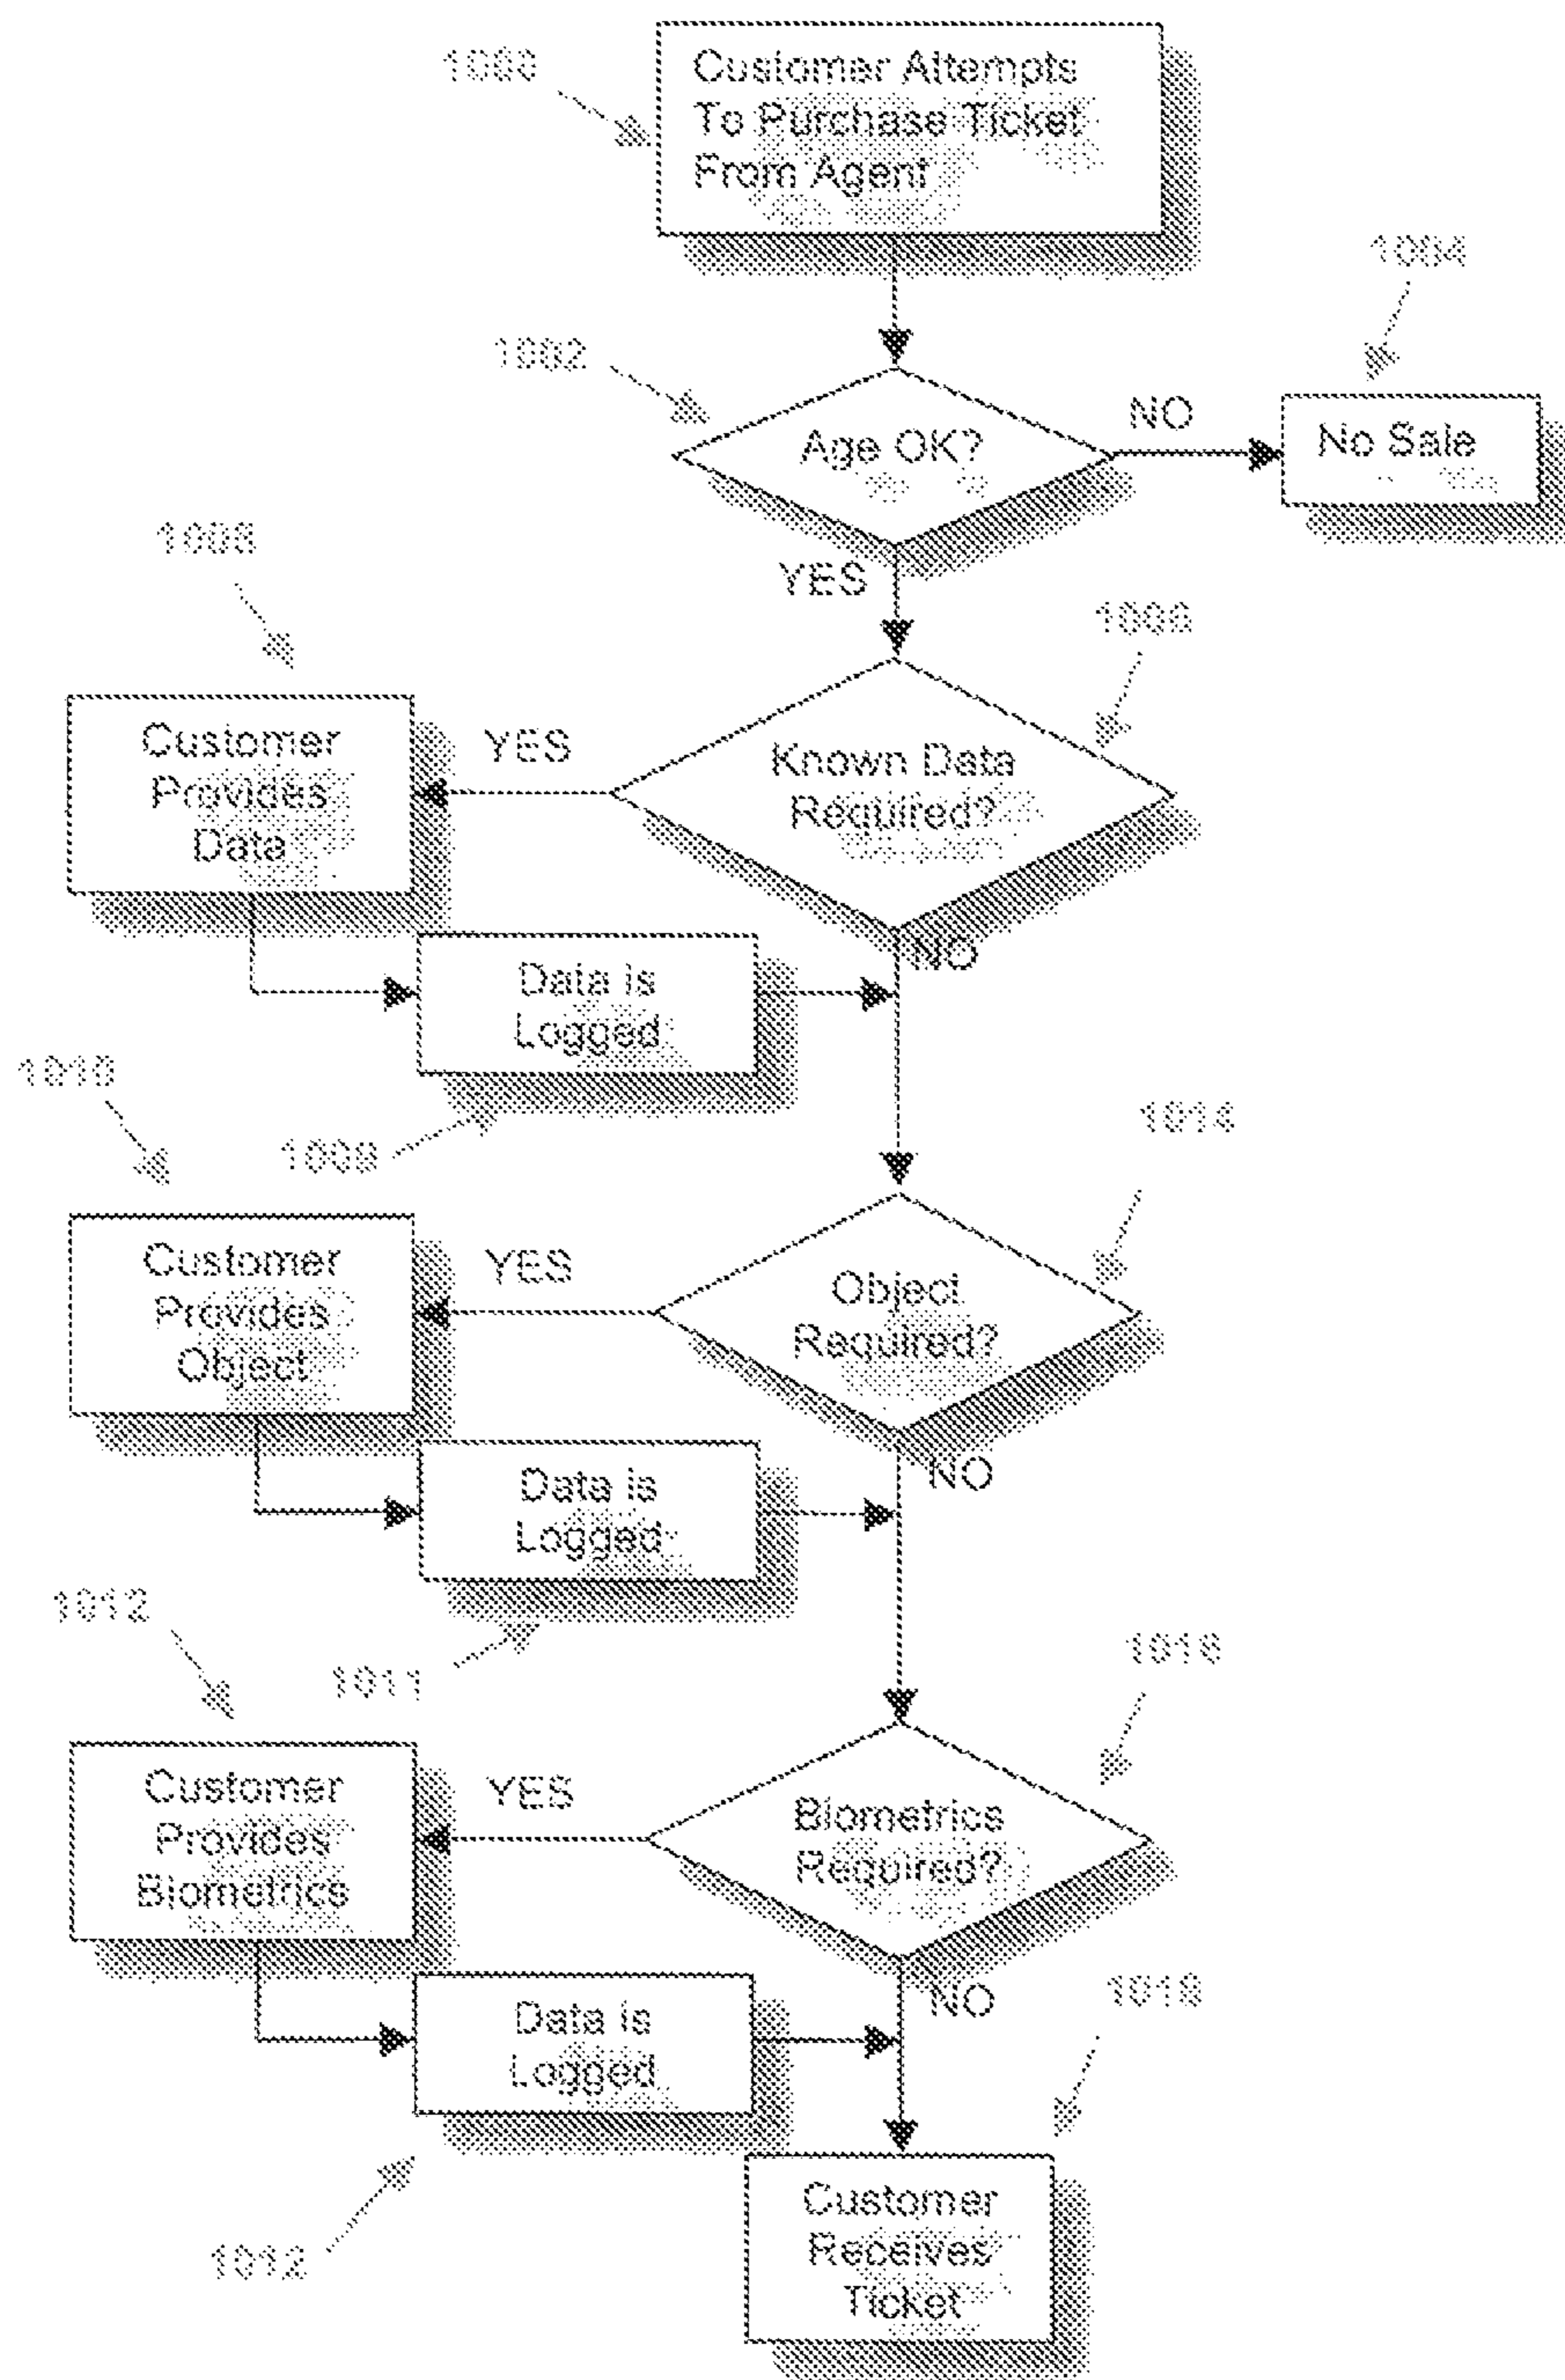 1000
Customer Attempts
To Purchase Ticket
From Agent
1004
1002
Age OK?
NO
No Sale
YES
1006
Customer
Provides
Data
YES
Known Data
Required?
NO
Data is
Logged
1009
1010
1014
Customer
Provides
Object
YES
Object
Required?
NO
Data is
Logged
1011
1012
1016
Customer
Provides
Biometrics
YES
Biometrics
Required?
NO
1018
Data is
Logged
1012
Customer
Receives
Ticket